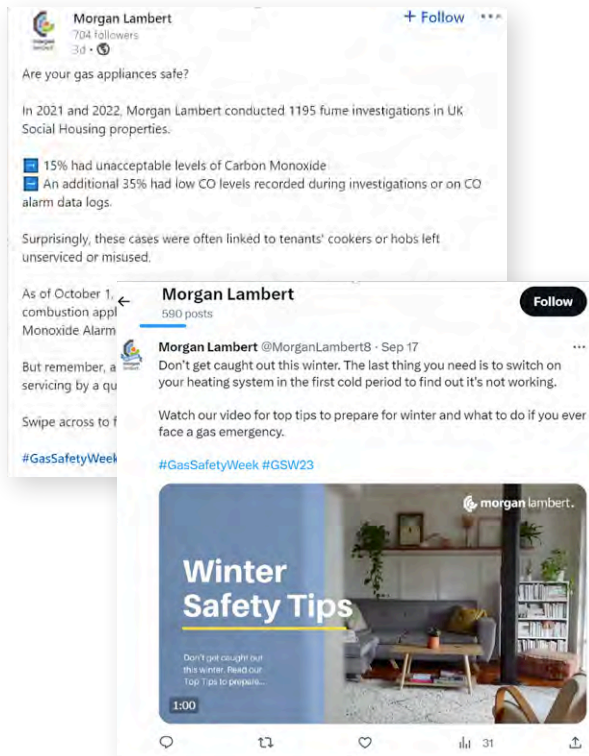 Morgan Lambert
704 followers
3d •
+ Follow
Are your gas appliances safe?
In 2021 and 2022, Morgan Lambert conducted 1195 fume investigations in UK
Social Housing properties.
15% had unacceptable levels of Carbon Monoxide
An additional 35% had low CO levels recorded during investigations or on CO
alarm data logs.
Surprisingly, these cases were often linked to tenants' cookers or hobs left
unserviced or misused.
As of October 1,
combustion appl
Monoxide Alarm
But remember, a
servicing by a qu
Swipe across to f
#GasSafetyWeek
Morgan Lambert
590 posts
Follow
Morgan Lambert @MorganLambert8 · Sep 17
Don't get caught out this winter. The last thing you need is to switch on
your heating system in the first cold period to find out it's not working.
Watch our video for top tips to prepare for winter and what to do if you ever
face a gas emergency.
#GasSafetyWeek #GSW23
morgan lambert.
Winter
Safety Tips
Don't get caught out
this winter. Read our
Top Tips to prepare...
1:00
31